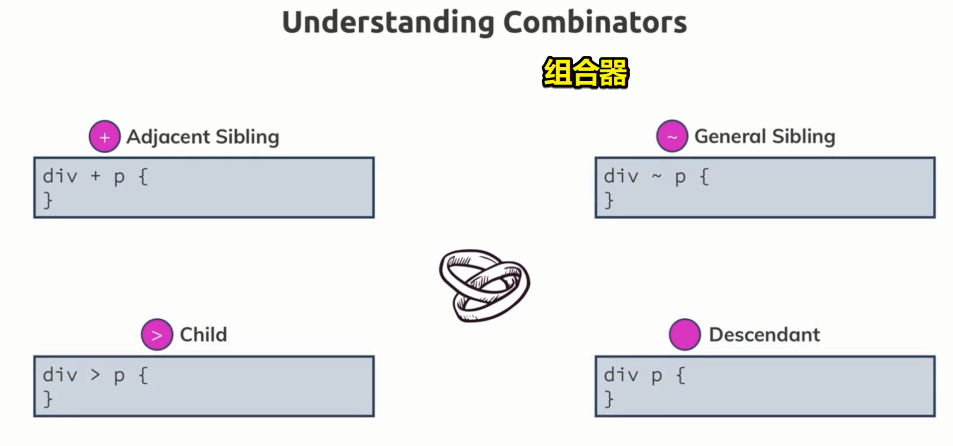 Understanding Combinators
组合器
+ Adjacent Sibling
div + p {
}
~ General Sibling
div ~ p {
}
> Child
div > p {
}
Descendant
div p {
}